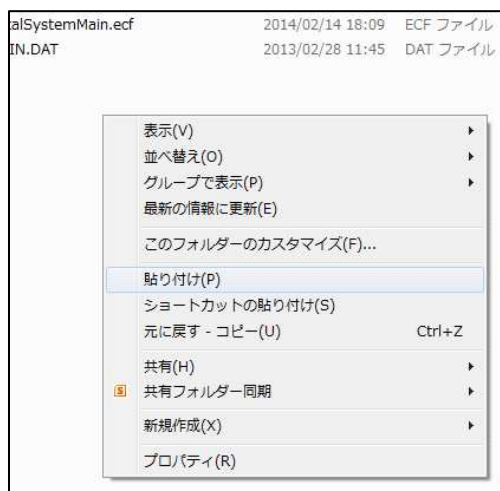 alSystemMain.ecf 2014/02/14 18:09 ECF ファイル
IN.DAT 2013/02/28 11:45 DAT ファイル
表示(V)
並べ替え(O)
グループで表示(P)
最新の情報に更新(E)
このフォルダーのカスタマイズ(F)...
貼り付け(P)
ショートカットの貼り付け(S)
元に戻す - コピー(U) Ctrl+Z
共有(H)
S 共有フォルダー同期
新規作成(X)
プロパティ(R)